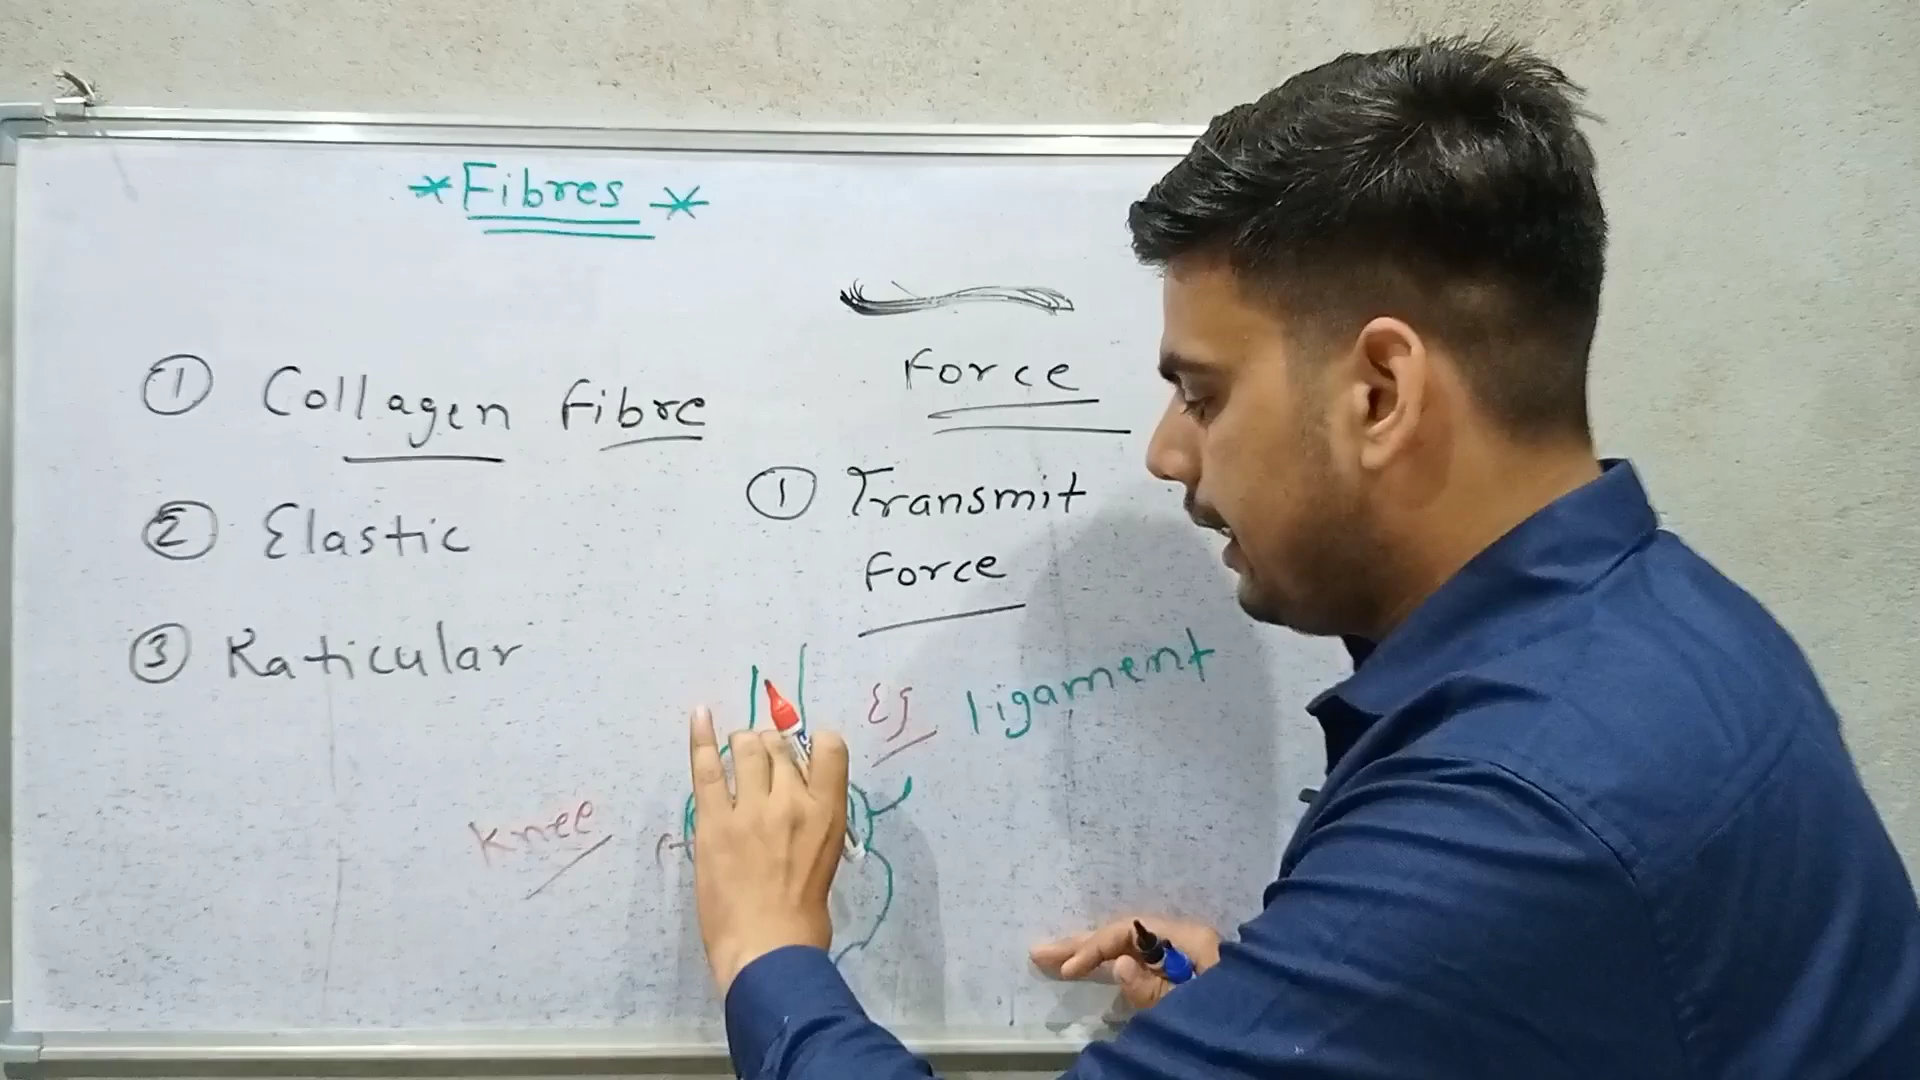 *Fibres*
① Collagen Fibre
② Elastic
③ Raticular
Force
① Transmit
Force
Eg ligament
Knee